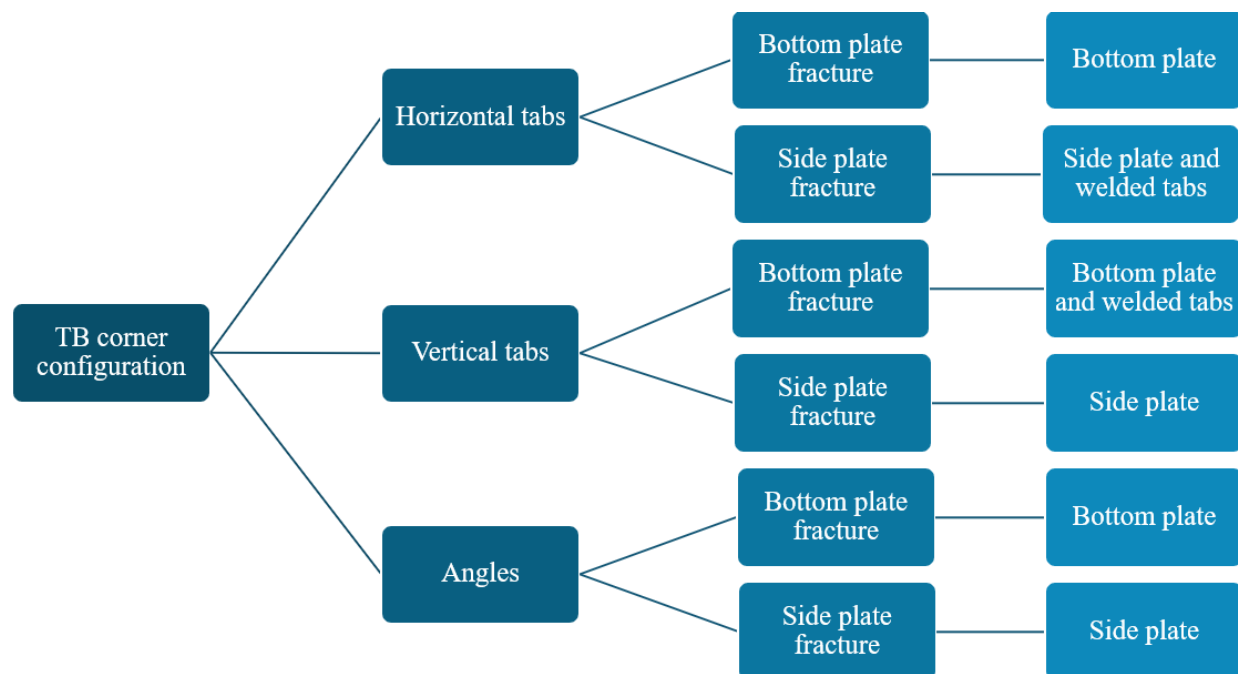 TB corner
configuration
Horizontal tabs
Bottom plate
fracture
Bottom plate
Side plate
fracture
Side plate and
welded tabs
Vertical tabs
Bottom plate
fracture
Bottom plate
and welded tabs
Side plate
fracture
Side plate
Angles
Bottom plate
fracture
Bottom plate
Side plate
fracture
Side plate